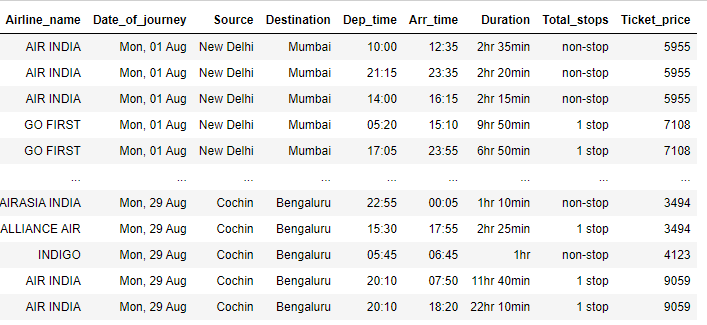 Airline_name Date_of_journey Source Destination Dep_time Arr_time Duration Total_stops Ticket_price
AIR INDIA Mon, 01 Aug New Delhi Mumbai 10:00 12:35 2hr 35min non-stop 5955
AIR INDIA Mon, 01 Aug New Delhi Mumbai 21:15 23:35 2hr 20min non-stop 5955
AIR INDIA Mon, 01 Aug New Delhi Mumbai 14:00 16:15 2hr 15min non-stop 5955
GO FIRST Mon, 01 Aug New Delhi Mumbai 05:20 15:10 9hr 50min 1 stop 7108
GO FIRST Mon, 01 Aug New Delhi Mumbai 17:05 23:55 6hr 50min 1 stop 7108
... ... ... ... ... ... ... ... ...
AIRASIA INDIA Mon, 29 Aug Cochin Bengaluru 22:55 00:05 1hr 10min non-stop 3494
ALLIANCE AIR Mon, 29 Aug Cochin Bengaluru 15:30 17:55 2hr 25min 1 stop 3494
INDIGO Mon, 29 Aug Cochin Bengaluru 05:45 06:45 1hr non-stop 4123
AIR INDIA Mon, 29 Aug Cochin Bengaluru 20:10 07:50 11hr 40min 1 stop 9059
AIR INDIA Mon, 29 Aug Cochin Bengaluru 20:10 18:20 22hr 10min 1 stop 9059